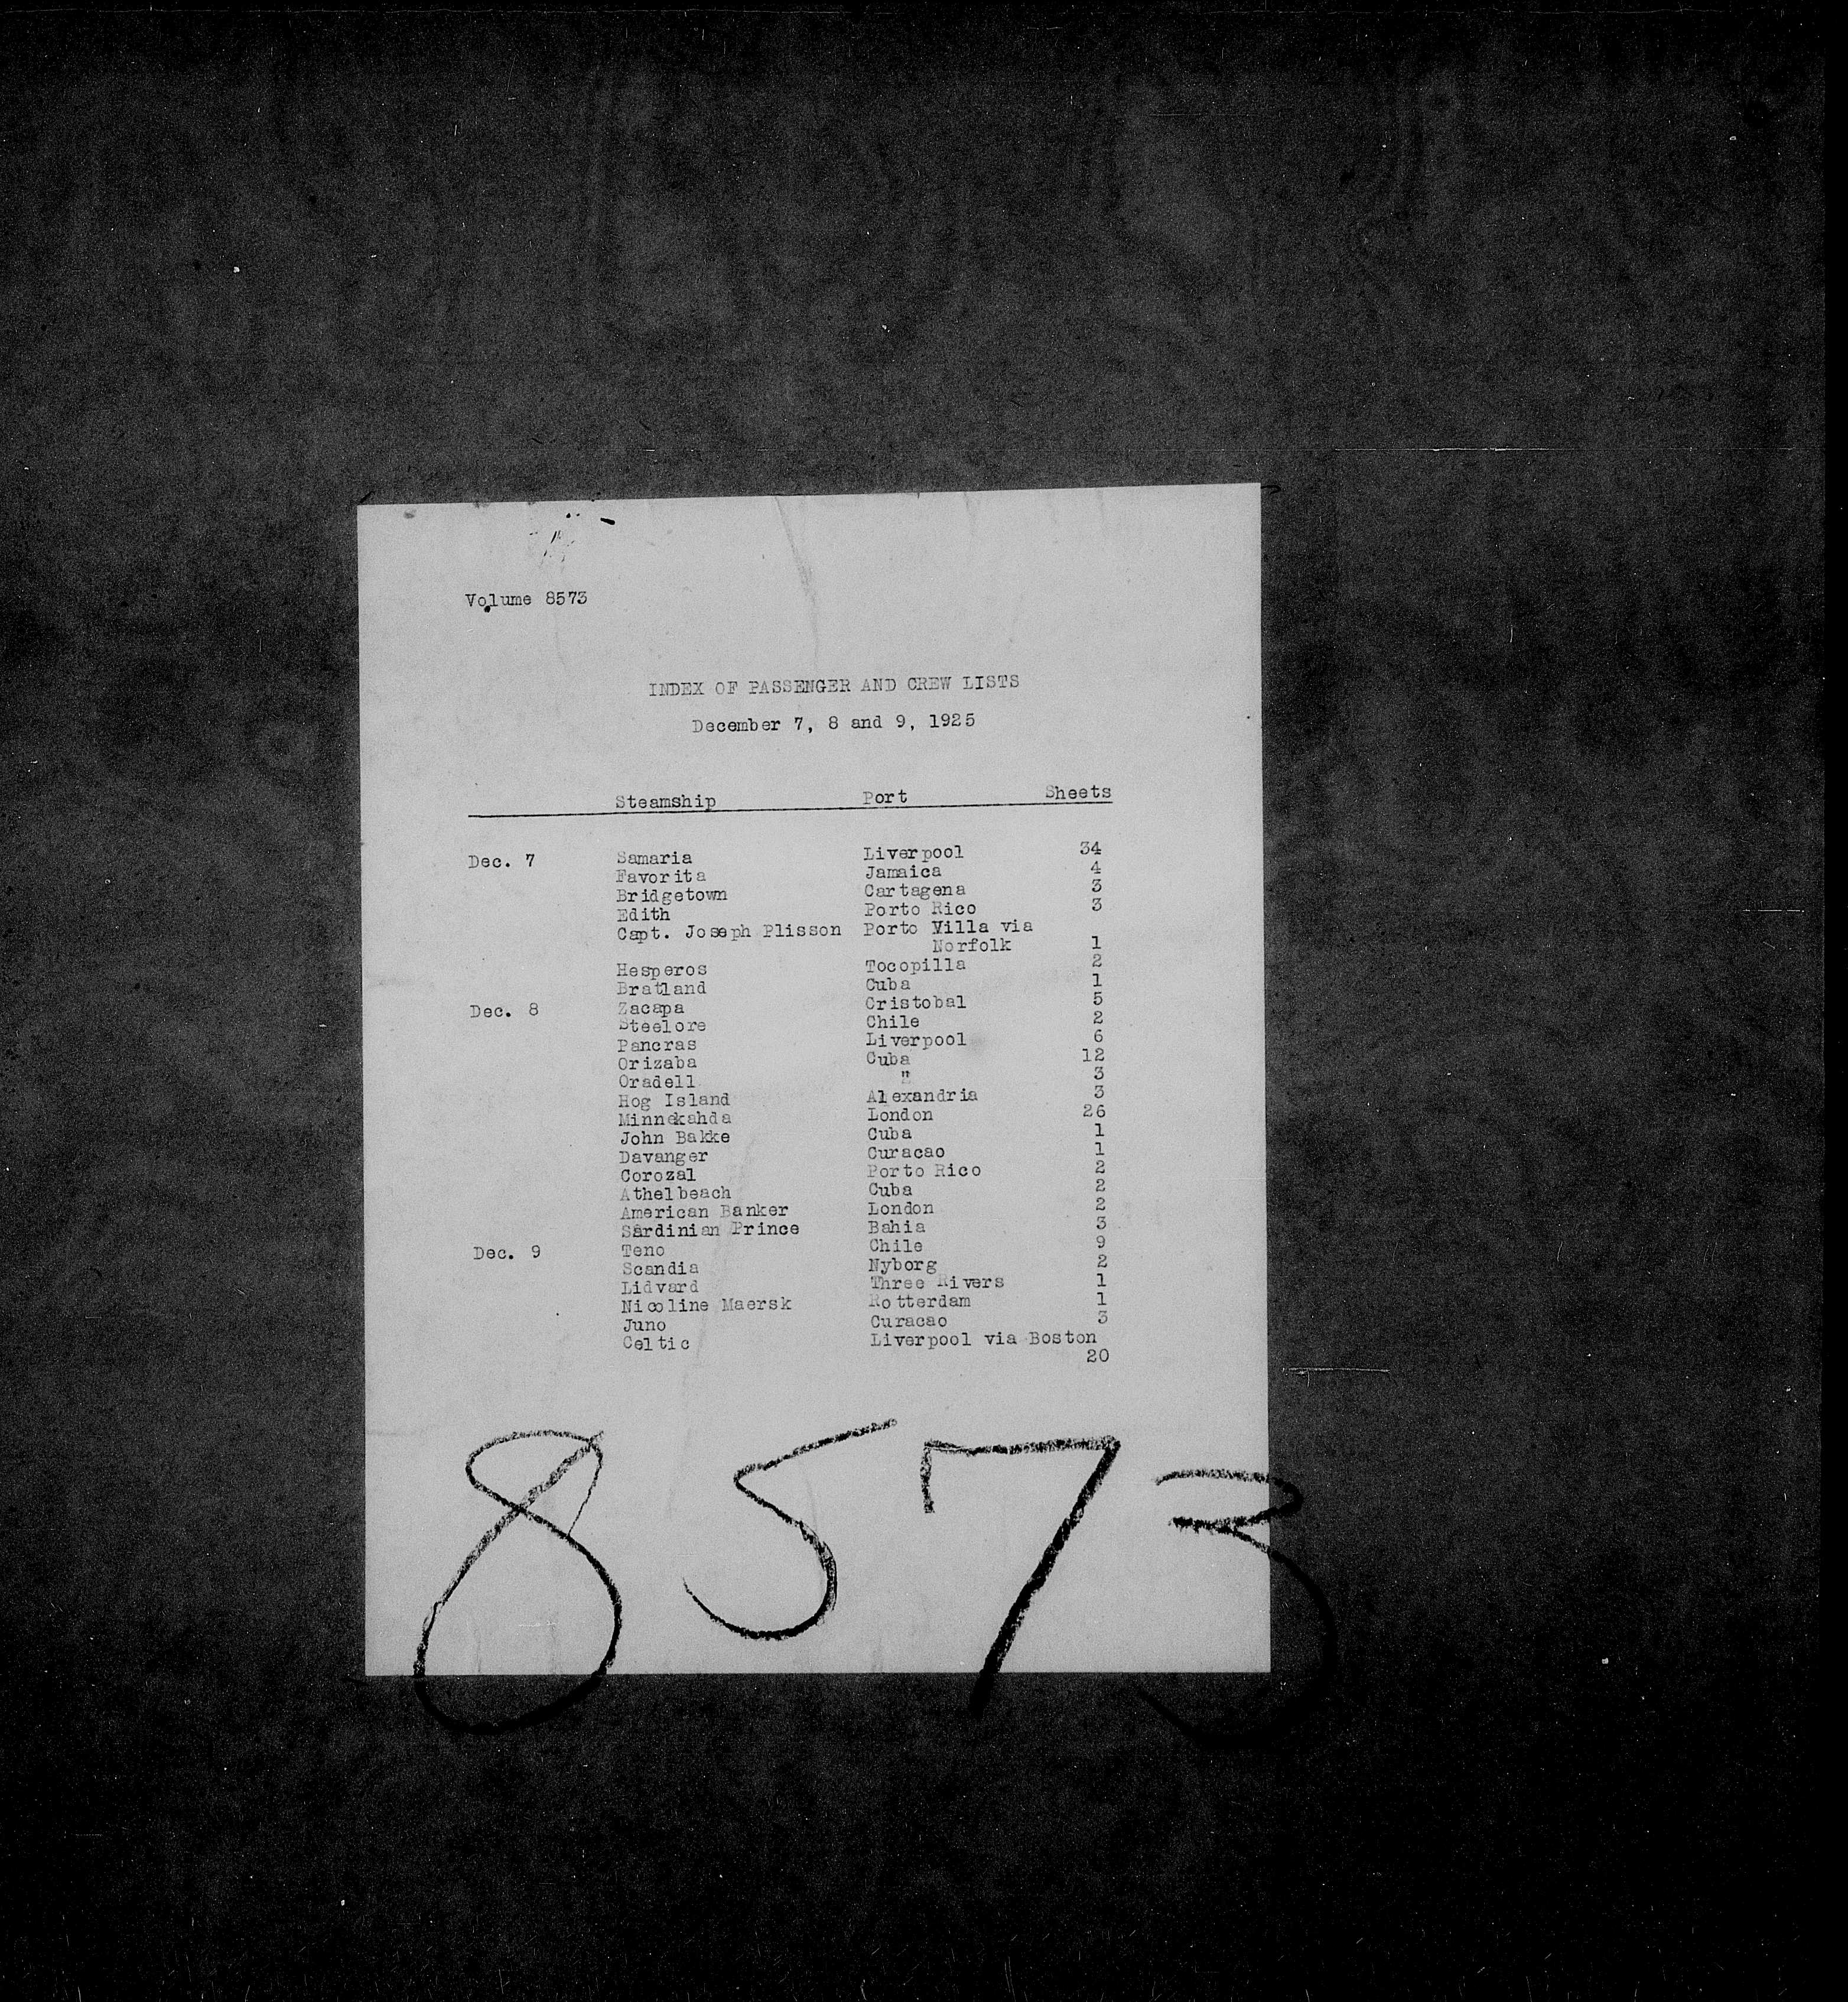 Volume 8573
INDEX OF PASSENGER AND CREW LISTS
December 7, 8 and 9, 1925
Steamship Port Sheets
Dec. 7 Samaria Liverpool 34
Favorita Jamaica 4
Bridgetown Cartagena 3
Edith Porto Rico 3
Capt. Joseph Plisson Porto Villa via
Norfolk 1
Hesperos Tocopilla 2
Bratland Cuba 1
Dec. 8 Zacapa Cristobal 5
Steelore Chile 2
Pancras Liverpool 6
Orizaba Cuba 12
Oradell " 3
Hog Island Alexandria 3
Minnekahda London 26
John Bakke Cuba 1
Davanger Curacao 1
Corozal Porto Rico 2
Athelbeach Cuba 2
American Banker London 2
Sardinian Prince Bahia 3
Dec. 9 Teno Chile 9
Scandia Nyborg 2
Lidvard Three Rivers 1
Nicoline Maersk Rotterdam 1
Juno Curacao 3
Celtic Liverpool via Boston
20
8573